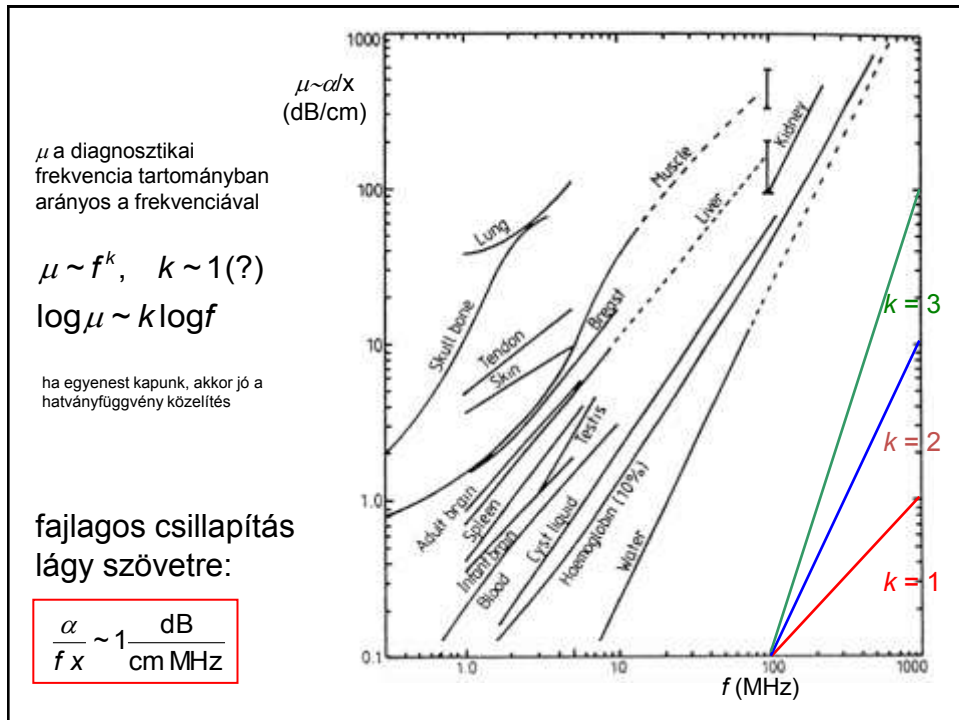 μ~α/x
(dB/cm)
μ a diagnosztikai
frekvencia tartományban
arányos a frekvenciával
μ ~ f^k, k ~ 1(?)
logμ ~ k logf
ha egyenest kapunk, akkor jó a
hatványfüggvény közelítés
fajlagos csillapítás
lágy szövetre:
α / (f x) ~ 1 dB / (cm MHz)
1000
100
10
1.0
0.1
1.0
10
100
1000
f (MHz)
Lung
Skull bone
Tendon
Skin
Muscle
Liver
Kidney
Breast
Testis
Adult brain
Spleen
Infant brain
Blood
Cyst liquid
Haemoglobin (10%)
Water
k = 3
k = 2
k = 1